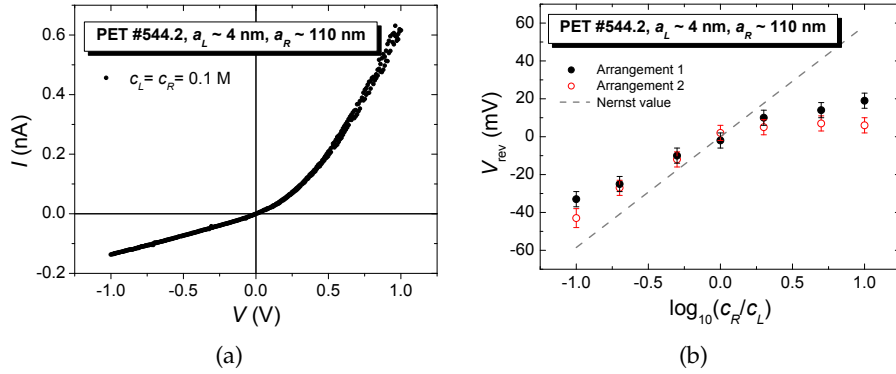 PET #544.2, a_L ~ 4 nm, a_R ~ 110 nm
c_L = c_R = 0.1 M
I (nA)
0.6
0.4
0.2
0.0
-0.2
-1.0 -0.5 0.0 0.5 1.0
V (V)
(a)
PET #544.2, a_L ~ 4 nm, a_R ~ 110 nm
Arrangement 1
Arrangement 2
Nernst value
V_rev (mV)
60
40
20
0
-20
-40
-60
-1.0 -0.5 0.0 0.5 1.0
log_10(c_R/c_L)
(b)